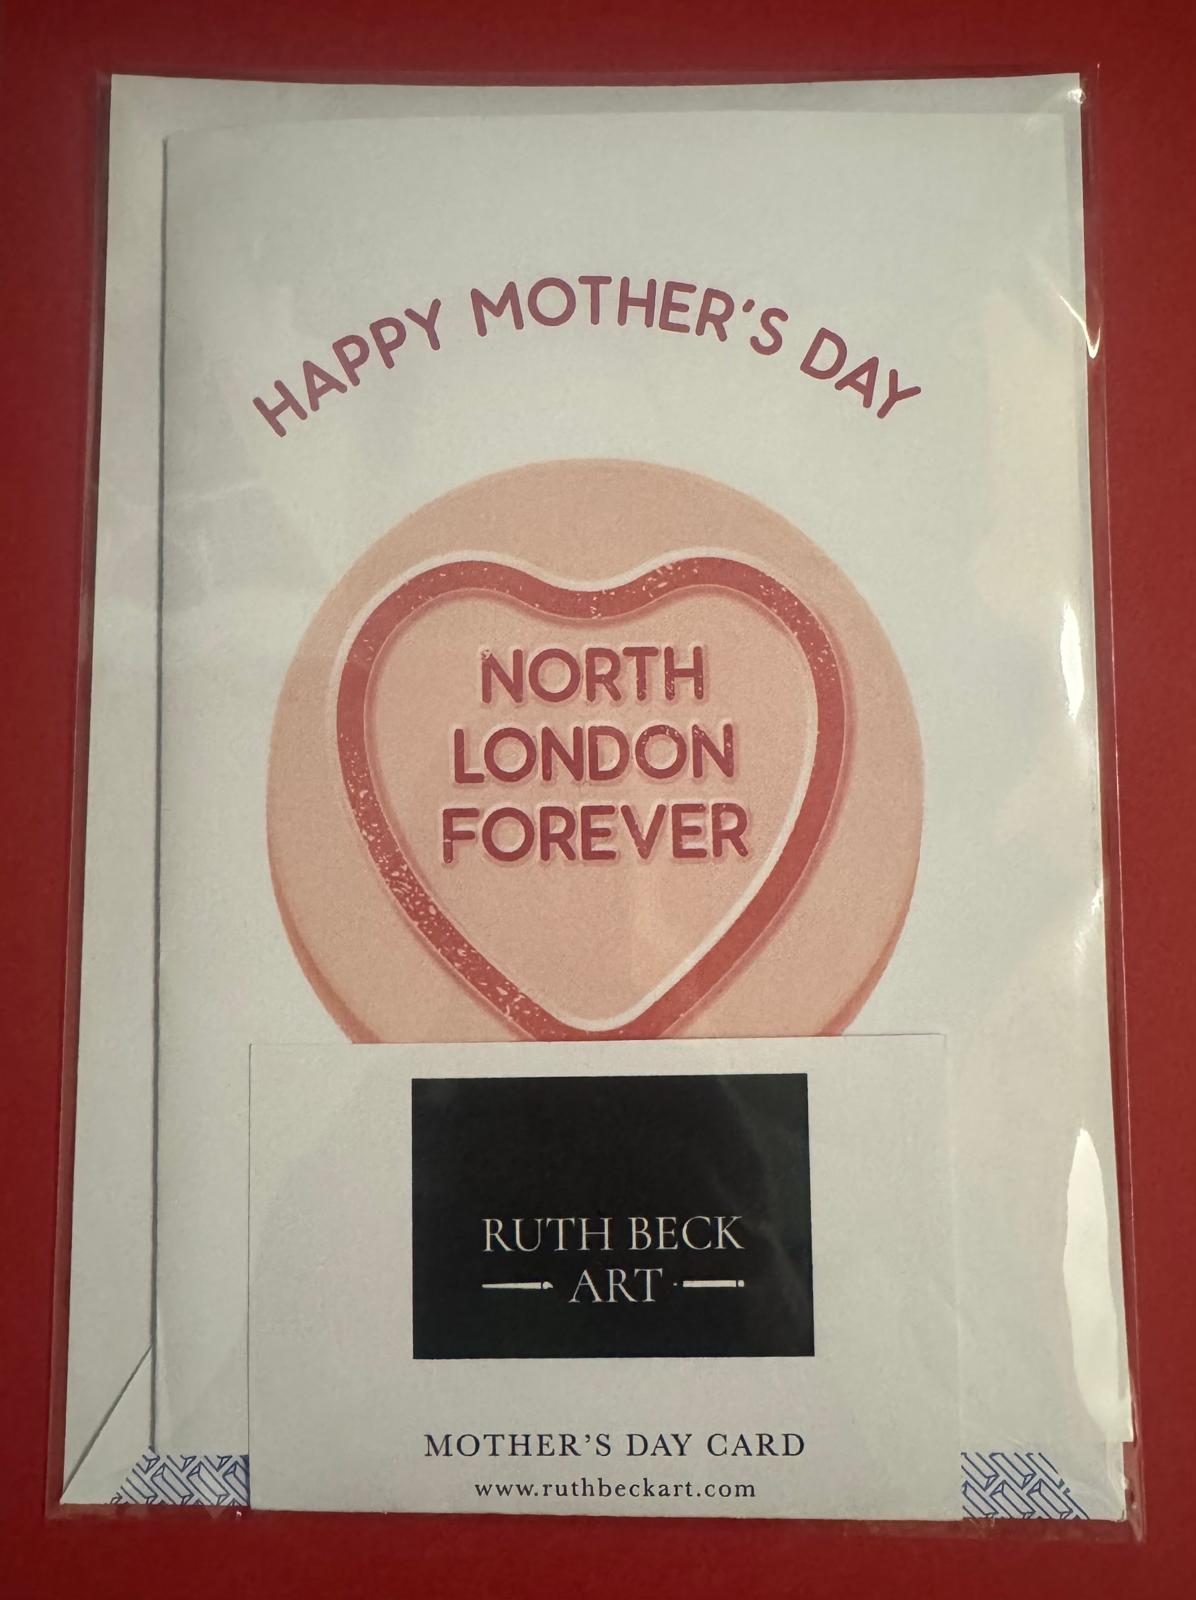 HAPPY MOTHER'S DAY
NORTH
LONDON
FOREVER
RUTH BECK
ART
MOTHER'S DAY CARD
www.ruthbeckart.com